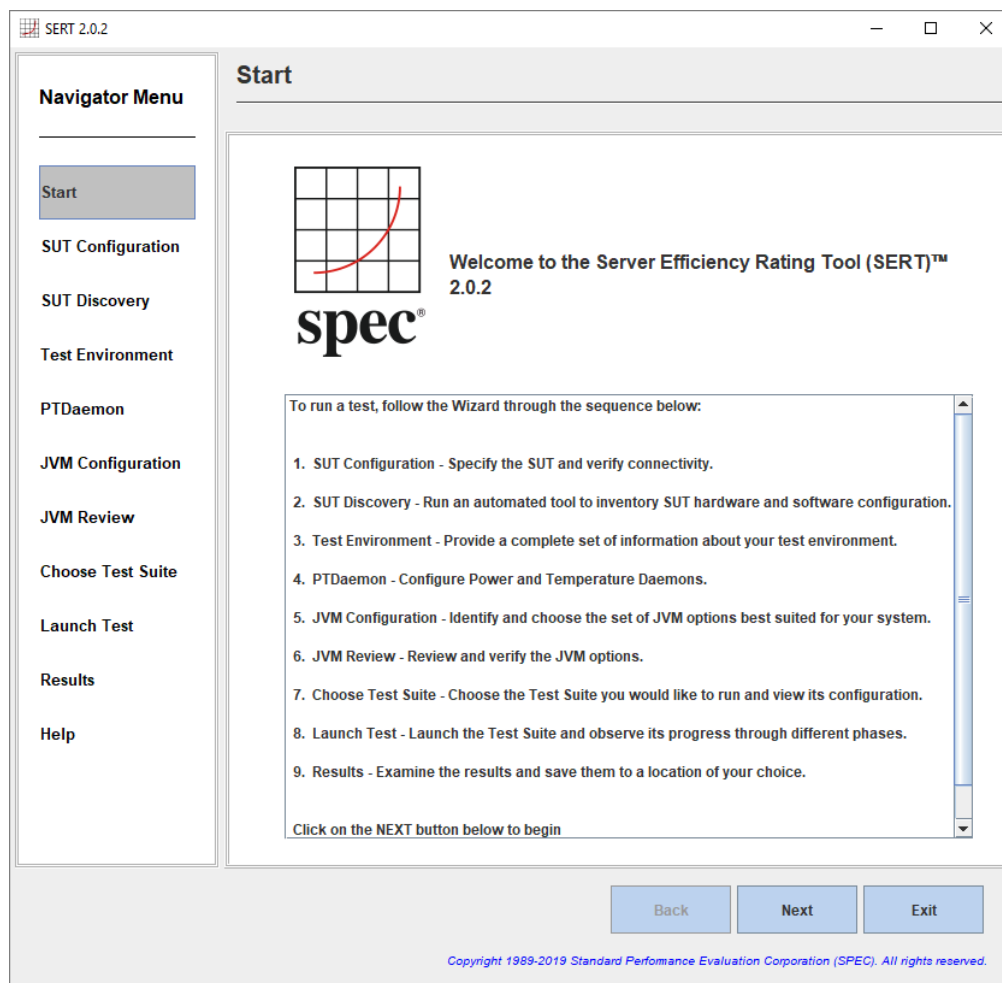 SERT 2.0.2
Navigator Menu
Start
SUT Configuration
SUT Discovery
Test Environment
PTDaemon
JVM Configuration
JVM Review
Choose Test Suite
Launch Test
Results
Help
Start
spec®
Welcome to the Server Efficiency Rating Tool (SERT)™
2.0.2
To run a test, follow the Wizard through the sequence below:
1. SUT Configuration - Specify the SUT and verify connectivity.
2. SUT Discovery - Run an automated tool to inventory SUT hardware and software configuration.
3. Test Environment - Provide a complete set of information about your test environment.
4. PTDaemon - Configure Power and Temperature Daemons.
5. JVM Configuration - Identify and choose the set of JVM options best suited for your system.
6. JVM Review - Review and verify the JVM options.
7. Choose Test Suite - Choose the Test Suite you would like to run and view its configuration.
8. Launch Test - Launch the Test Suite and observe its progress through different phases.
9. Results - Examine the results and save them to a location of your choice.
Click on the NEXT button below to begin
Back
Next
Exit
Copyright 1989-2019 Standard Performance Evaluation Corporation (SPEC). All rights reserved.